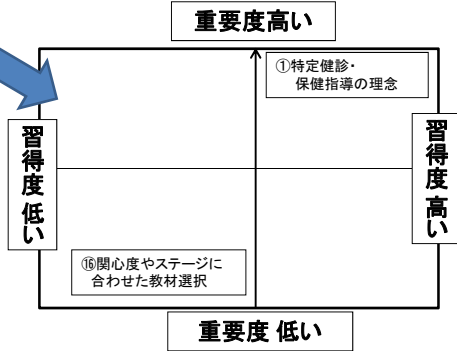 重要度高い
①特定健診・
保健指導の理念
習得度 低い
習得度 高い
⑯関心度やステージに
合わせた教材選択
重要度 低い